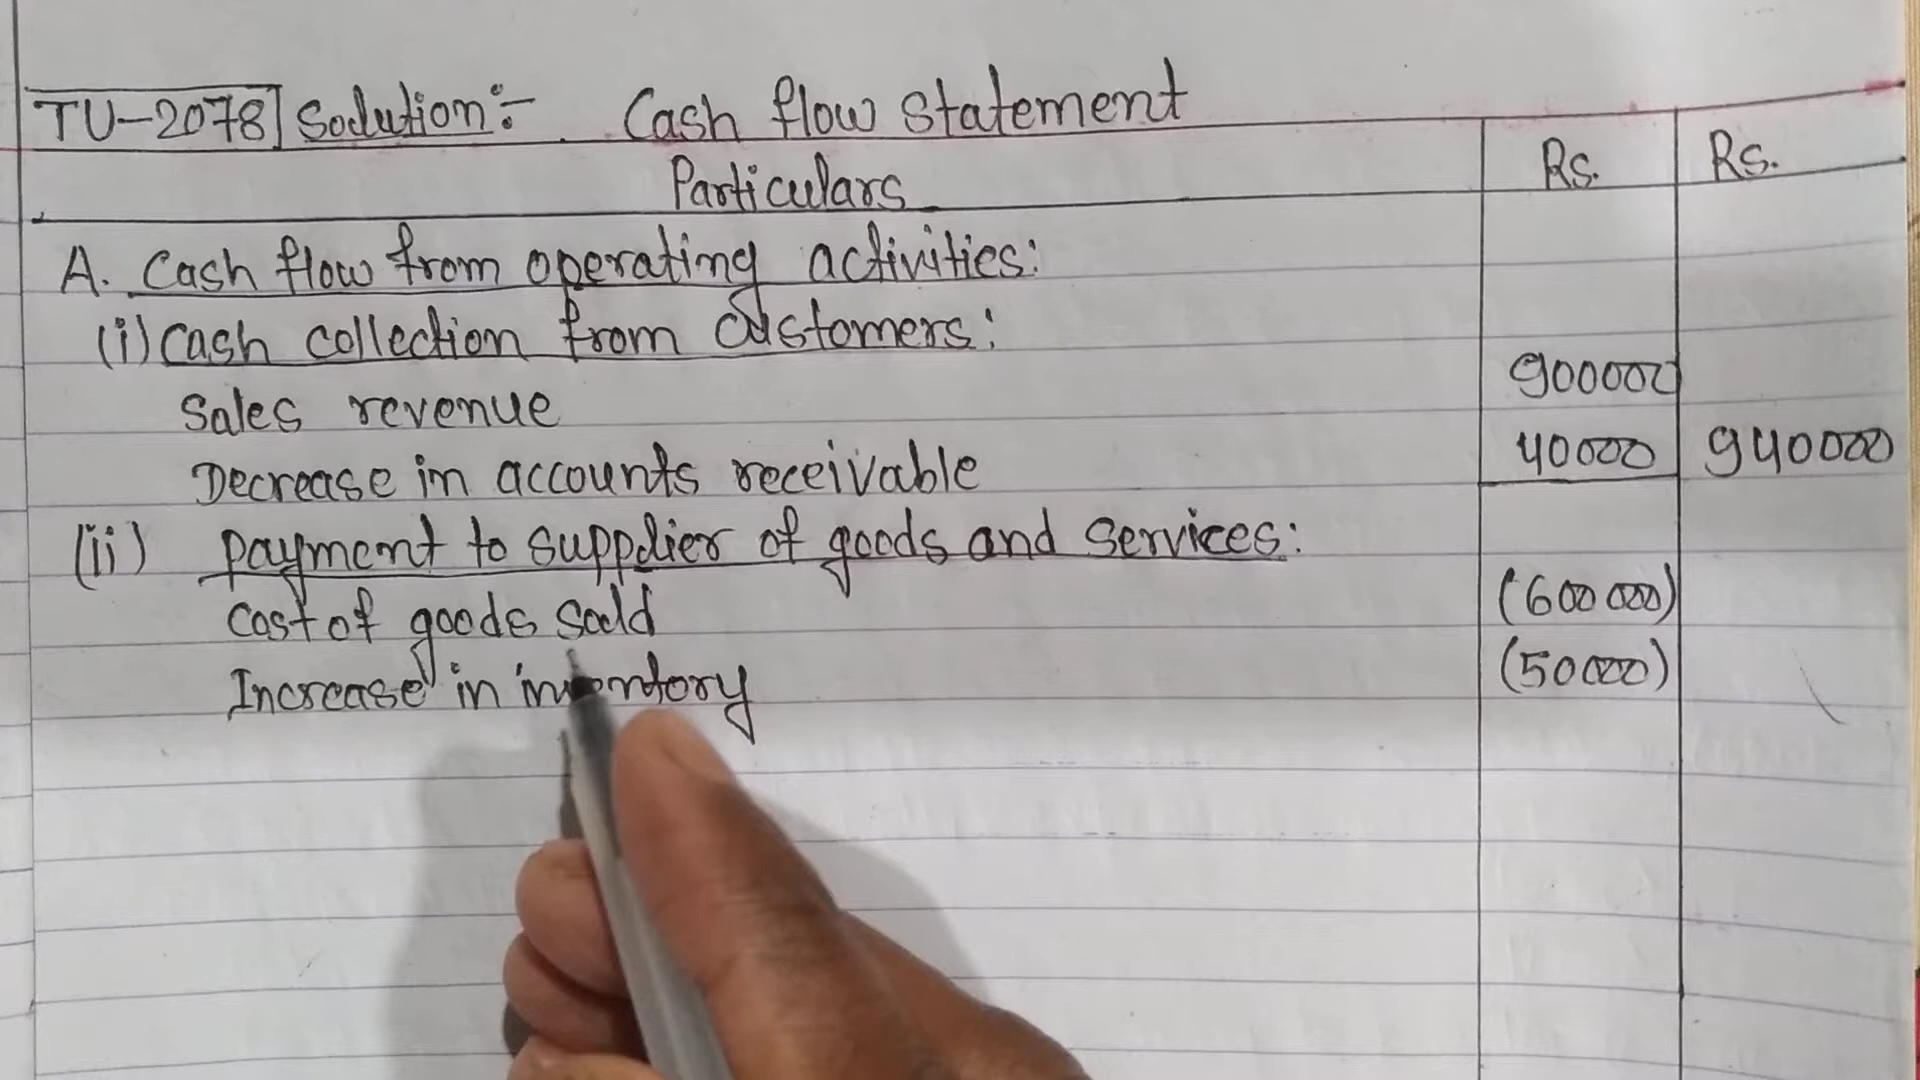 TU-2078 Solution:- Cash flow statement
Particulars Rs. Rs.
A. Cash flow from operating activities:
(i) Cash collection from customers:
Sales revenue 900000
Decrease in accounts receivable 40000 940000
(ii) payment to supplier of goods and services:
Cost of goods sold (600000)
Increase in inventory (50000)